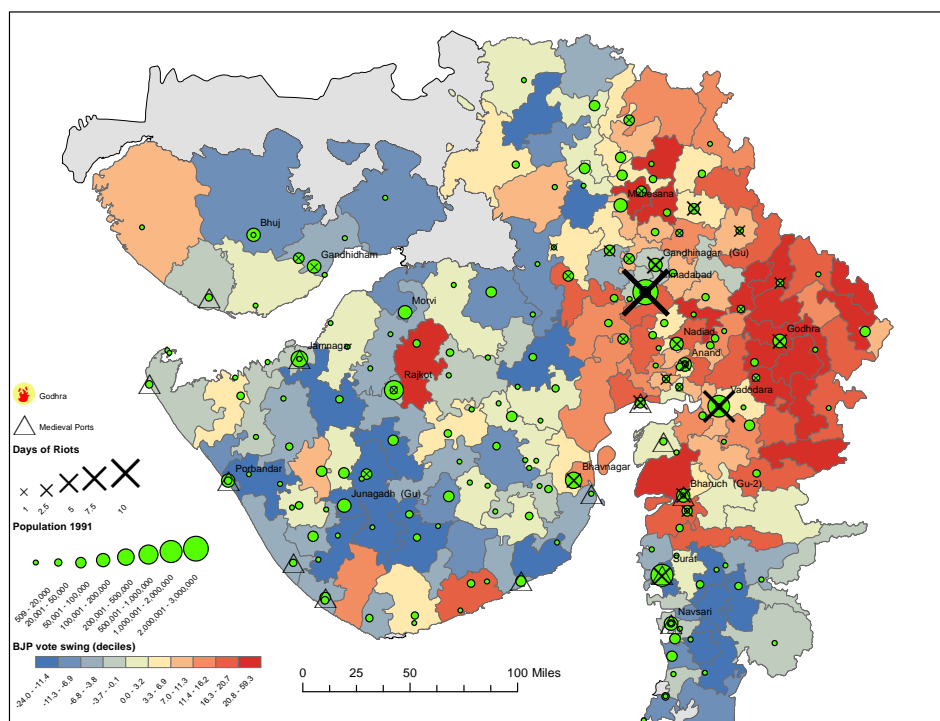 Bhuj
Gandhidham
Mahesana
Gandhinagar (Gu)
Morvi
Jamnagar
Rajkot
Nadiad
Anand
Godhra
Vadodara
Porbandar
Junagadh (Gu)
Bhavnagar
Bharuch (Gu-2)
Surat
Navsari
Godhra
Medieval Ports
Days of Riots
1 2.5 5 7.5 10
Population 1991
509 - 20,000
20,001 - 50,000
50,001 - 100,000
100,001 - 200,000
200,001 - 500,000
500,001 - 1,000,000
1,000,001 - 2,000,000
2,000,001 - 3,000,000
BJP vote swing (deciles)
-24.0 - -11.4
-11.3 - -6.9
-6.8 - -3.8
-3.7 - -0.1
0.0 - 3.2
3.3 - 6.9
7.0 - 11.3
11.4 - 16.2
16.3 - 20.7
20.8 - 59.3
0 25 50 100 Miles